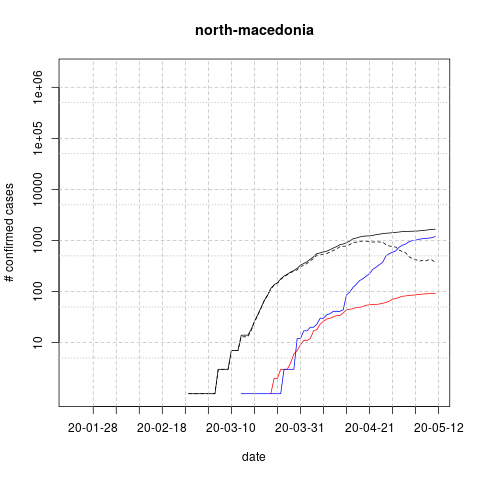 north-macedonia
# confirmed cases
1e+06
1e+05
10000
1000
100
10
20-01-28 20-02-18 20-03-10 20-03-31 20-04-21 20-05-12
date